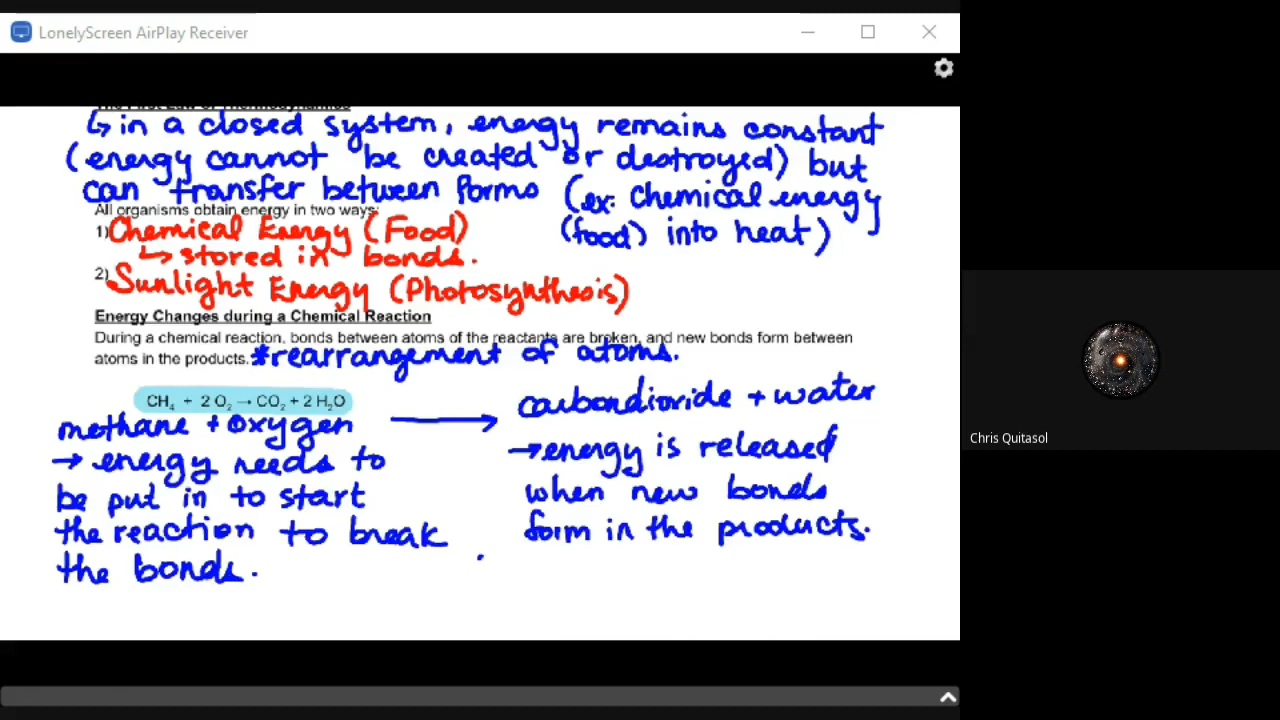 LonelyScreen AirPlay Receiver
The First Law of Thermodynamics
↳ in a closed system, energy remains constant
(energy cannot be created or destroyed) but
can transfer between forms (ex: chemical energy
(food) into heat)
All organisms obtain energy in two ways:
1) Chemical Energy (Food)
↳ stored in bonds.
2) Sunlight Energy (Photosynthesis)
Energy Changes during a Chemical Reaction
During a chemical reaction, bonds between atoms of the reactants are broken, and new bonds form between
atoms in the products. *rearrangement of atoms.
CH₄ + 2 O₂ → CO₂ + 2 H₂O
methane + oxygen → carbondioxide + water
→ energy needs to
be put in to start
the reaction to break
the bonds.
→ energy is released
when new bonds
form in the products.
Chris Quitasol